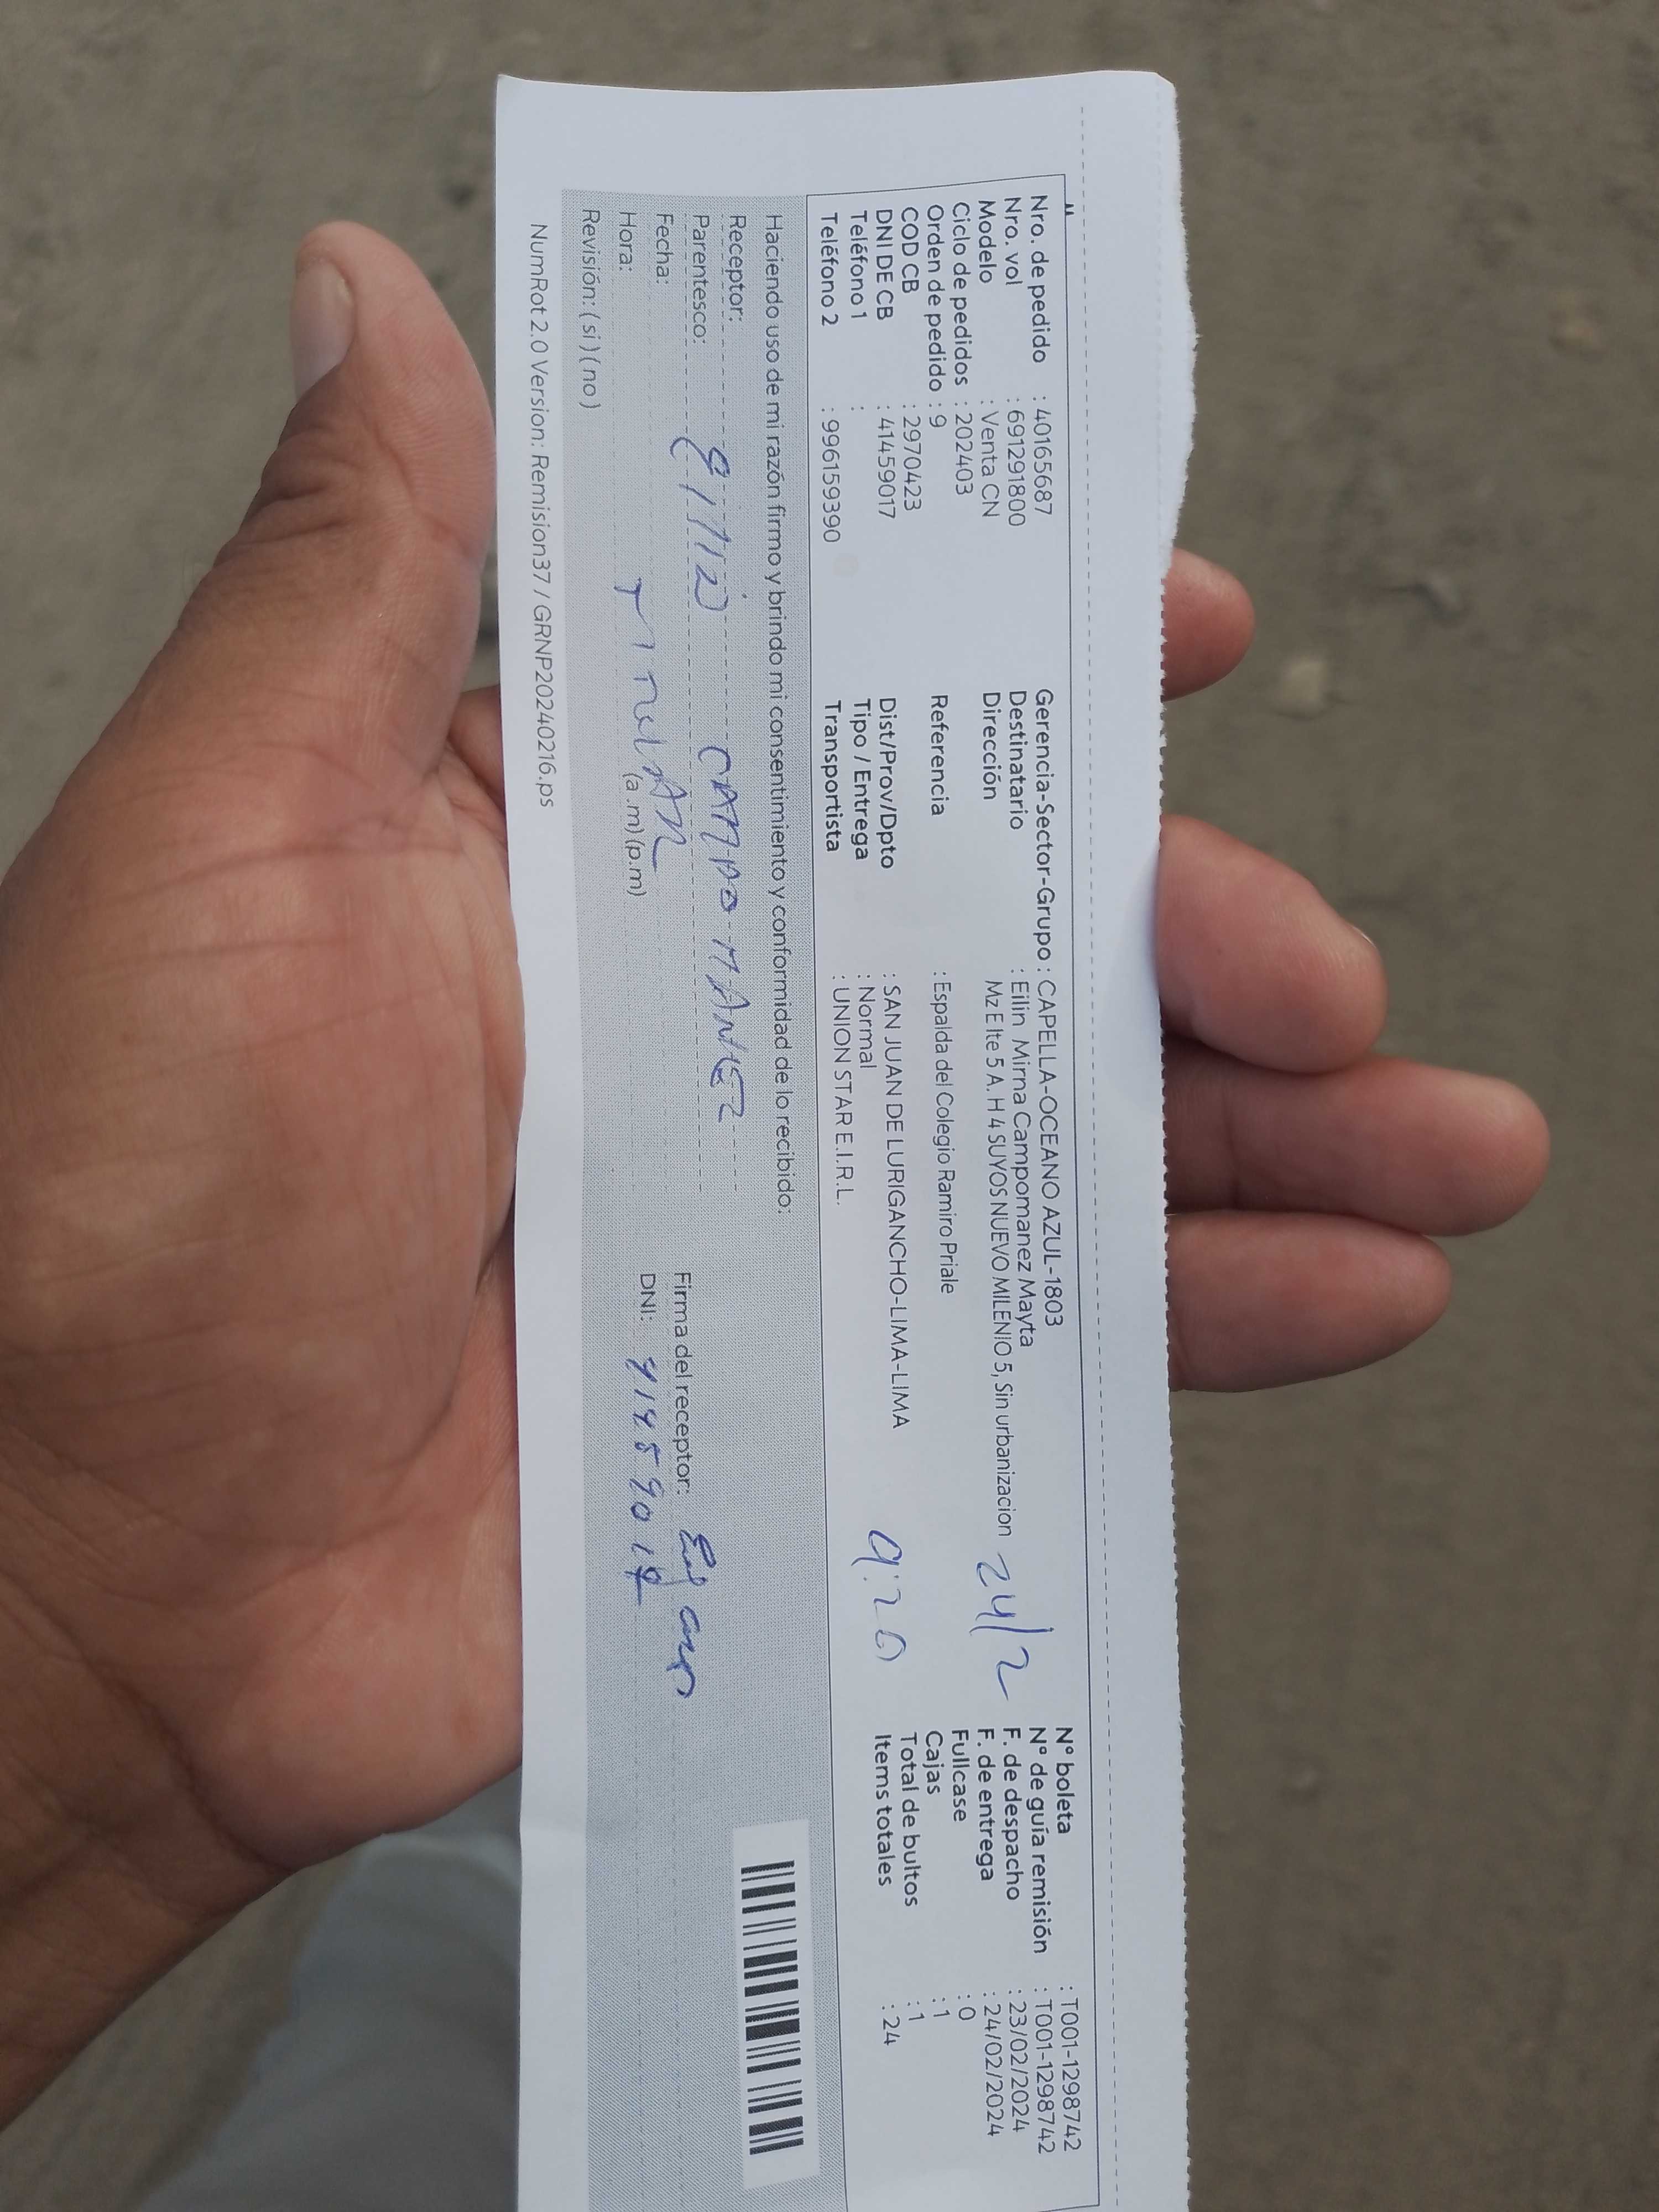 Nro. de pedido : 40165687
Nro. vol : 691291800
Modelo : Venta CN
Ciclo de pedidos : 202403
Orden de pedido : 9
COD CB : 2970423
DNI DE CB : 41459017
Teléfono 1 :
Teléfono 2 : 996159390
Gerencia-Sector-Grupo : CAPELLA-OCEANO AZUL-1803
Destinatario : Eilin Mirna Campomanez Mayta
Dirección Mz E lte 5 A. H 4 SUYOS NUEVO MILENIO 5, Sin urbanizacion
Referencia : Espalda del Colegio Ramiro Priale
Dist/Prov/Dpto : SAN JUAN DE LURIGANCHO-LIMA-LIMA
Tipo / Entrega : Normal
Transportista : UNION STAR E.I.R.L.
24/2
9:20
N° boleta : T001-1298742
N° de guía remisión : T001-1298742
F. de despacho : 23/02/2024
F. de entrega : 24/02/2024
Fullcase : 0
Cajas : 1
Total de bultos : 1
Items totales : 24
Haciendo uso de mi razón firmo y brindo mi consentimiento y conformidad de lo recibido:
Receptor: CAMPO MANEZ
Parentesco:
Fecha: TITULAR
Hora: (a.m)(p.m)
Revisión: ( si ) ( no )
Firma del receptor:
DNI: 41459017
NumRot 2.0 Version: Remision37 / GRNP20240216.ps